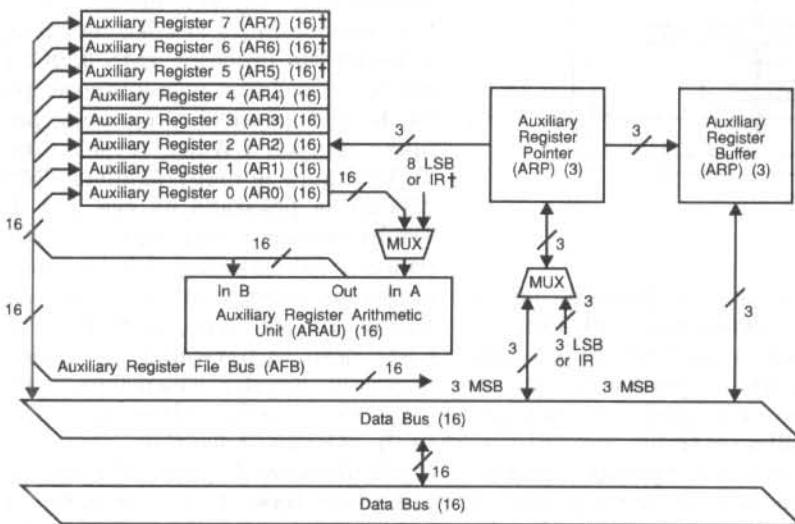 Auxiliary Register 7 (AR7) (16)†
Auxiliary Register 6 (AR6) (16)†
Auxiliary Register 5 (AR5) (16)†
Auxiliary Register 4 (AR4) (16)
Auxiliary Register 3 (AR3) (16)
Auxiliary Register 2 (AR2) (16)
Auxiliary Register 1 (AR1) (16)
Auxiliary Register 0 (AR0) (16)
3
Auxiliary
Register
Pointer
(ARP) (3)
3
Auxiliary
Register
Buffer
(ARP) (3)
16
8 LSB
or IR†
MUX
16
16
3
MUX
In B
Out
In A
Auxiliary Register Arithmetic
Unit (ARAU) (16)
16
3
3
3 LSB
or IR
3
Auxiliary Register File Bus (AFB)
16
3 MSB
3 MSB
Data Bus (16)
16
Data Bus (16)